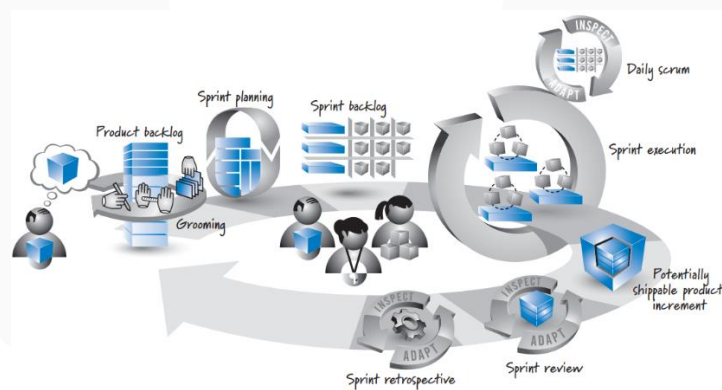 INSPECT
ADAPT
Daily scrum
Sprint planning
Sprint backlog
Product backlog
Sprint execution
Grooming
Potentially
shippable product
increment
INSPECT
ADAPT
INSPECT
ADAPT
Sprint review
Sprint retrospective